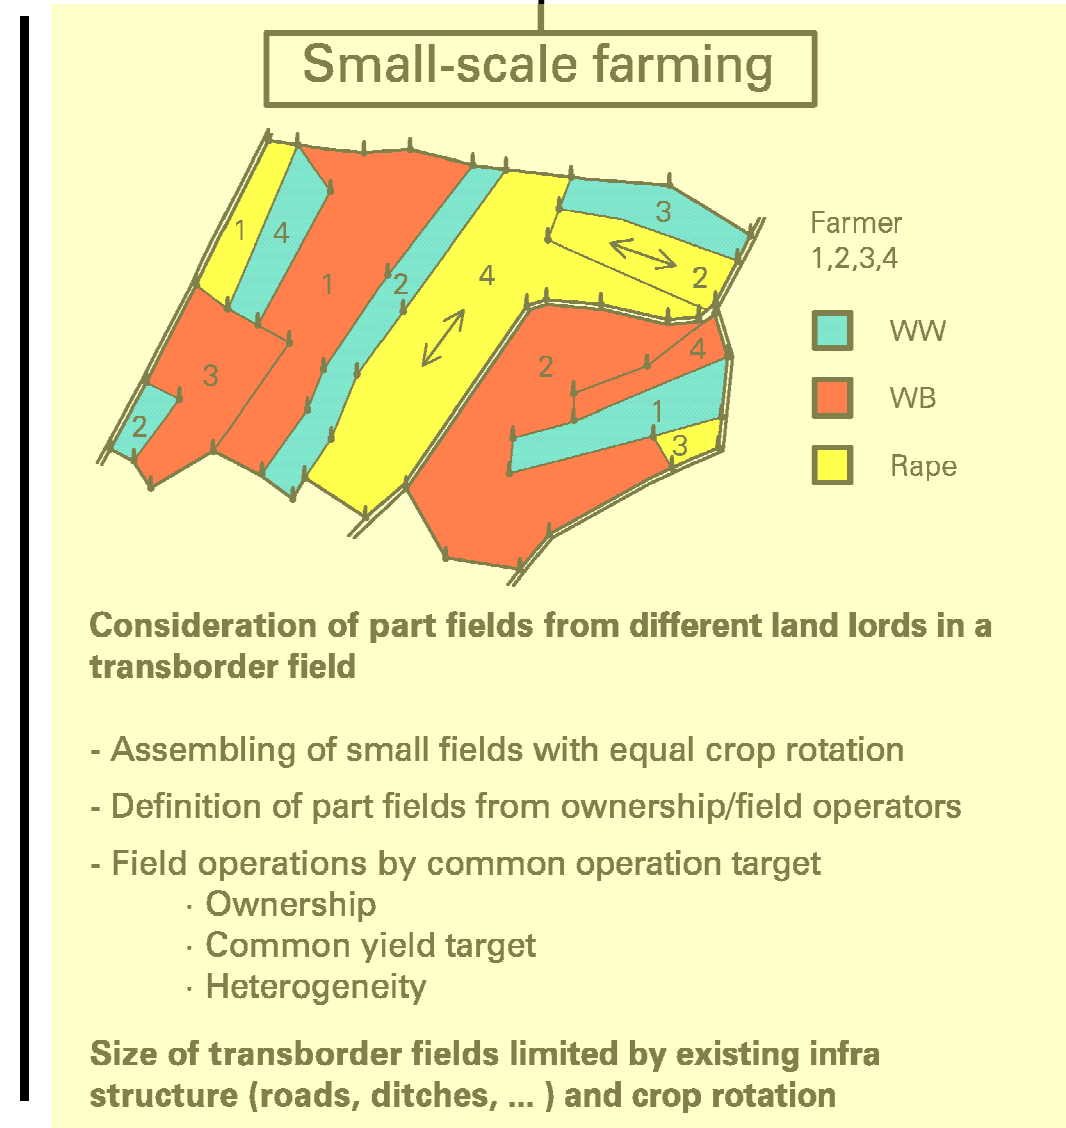 Small-scale farming
3
1
4
2
4
1
2
Farmer
1,2,3,4
WW
4
2
3
1
WB
2
3
Rape
Consideration of part fields from different land lords in a
transborder field
- Assembling of small fields with equal crop rotation
- Definition of part fields from ownership/field operators
- Field operations by common operation target
· Ownership
· Common yield target
· Heterogeneity
Size of transborder fields limited by existing infra
structure (roads, ditches, ... ) and crop rotation